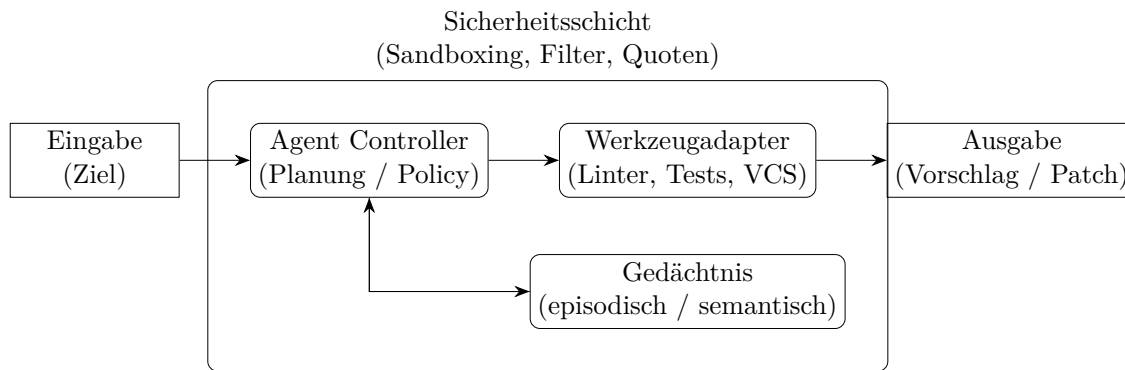 Sicherheitsschicht
(Sandboxing, Filter, Quoten)
Eingabe
(Ziel)
Agent Controller
(Planung / Policy)
Werkzeugadapter
(Linter, Tests, VCS)
Ausgabe
(Vorschlag / Patch)
Gedächtnis
(episodisch / semantisch)